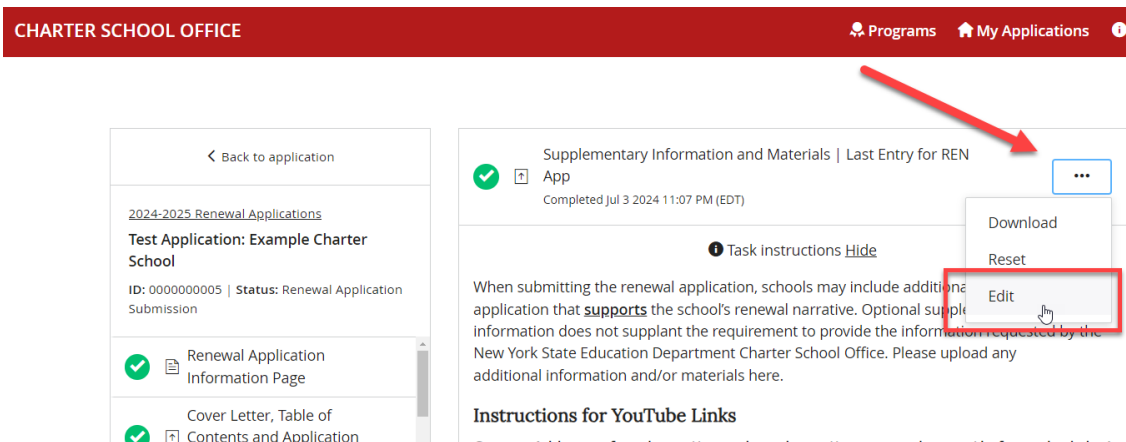 CHARTER SCHOOL OFFICE
Programs
My Applications
Back to application
2024-2025 Renewal Applications
Test Application: Example Charter
School
ID: 0000000005 | Status: Renewal Application
Submission
Renewal Application
Information Page
Cover Letter, Table of
Contents and Application
Supplementary Information and Materials | Last Entry for REN
App
Completed Jul 3 2024 11:07 PM (EDT)
Download
Reset
Edit
Task instructions Hide
When submitting the renewal application, schools may include
application that supports the school's renewal narrative. Optional
information does not supplant the requirement to provide the information requested by the
New York State Education Department Charter School Office. Please upload any
additional information and/or materials here.
Instructions for YouTube Links